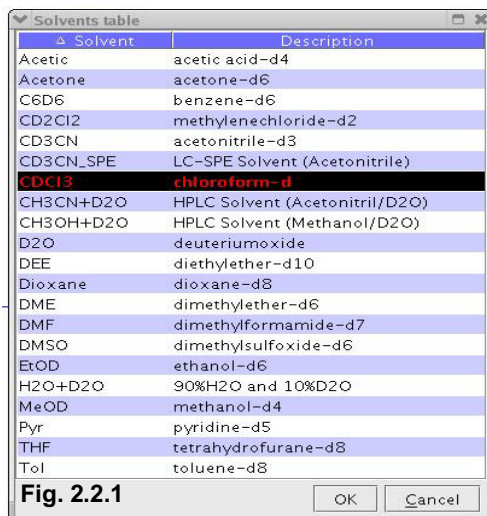 Solvents table
Solvent Description
Acetic acetic acid-d4
Acetone acetone-d6
C6D6 benzene-d6
CD2Cl2 methylenechloride-d2
CD3CN acetonitrile-d3
CD3CN_SPE LC-SPE Solvent (Acetonitrile)
CDCl3 chloroform-d
CH3CN+D2O HPLC Solvent (Acetonitril/D2O)
CH3OH+D2O HPLC Solvent (Methanol/D2O)
D2O deuteriumoxide
DEE diethylether-d10
Dioxane dioxane-d8
DME dimethylether-d6
DMF dimethylformamide-d7
DMSO dimethylsulfoxide-d6
EtOD ethanol-d6
H2O+D2O 90%H2O and 10%D2O
MeOD methanol-d4
Pyr pyridine-d5
THF tetrahydrofurane-d8
Tol toluene-d8
Fig. 2.2.1 OK Cancel